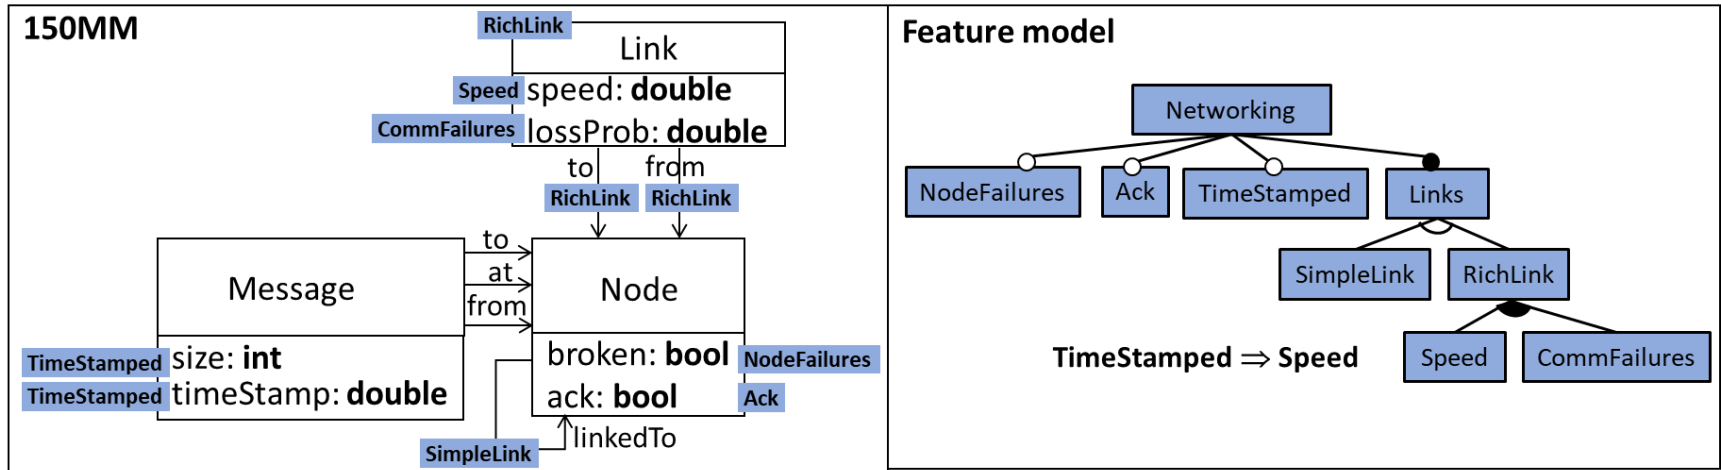 150MM
RichLink
Link
Speed speed: double
CommFailures lossProb: double
to from
RichLink RichLink
Message
to
at
from
Node
TimeStamped size: int
TimeStamped timeStamp: double
broken: bool NodeFailures
ack: bool Ack
SimpleLink linkedTo
Feature model
Networking
NodeFailures Ack TimeStamped Links
SimpleLink RichLink
TimeStamped ⇒ Speed
Speed CommFailures